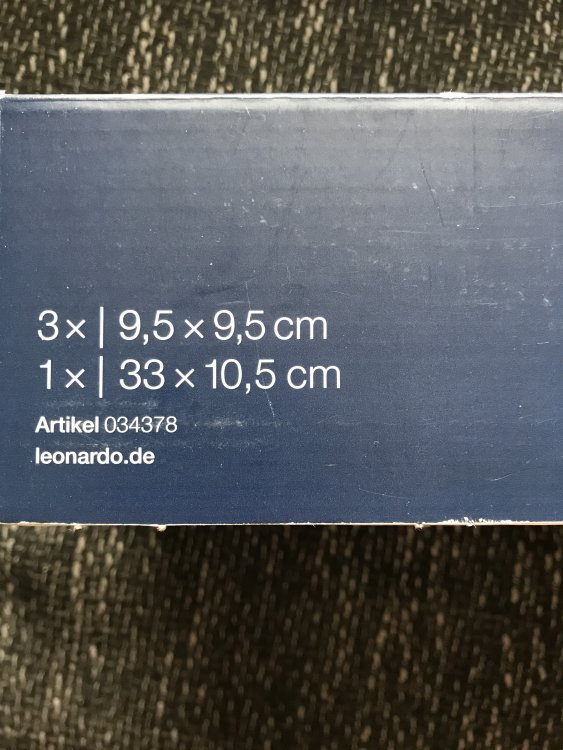 3 × | 9,5 × 9,5 cm
1 × | 33 × 10,5 cm
Artikel 034378
leonardo.de